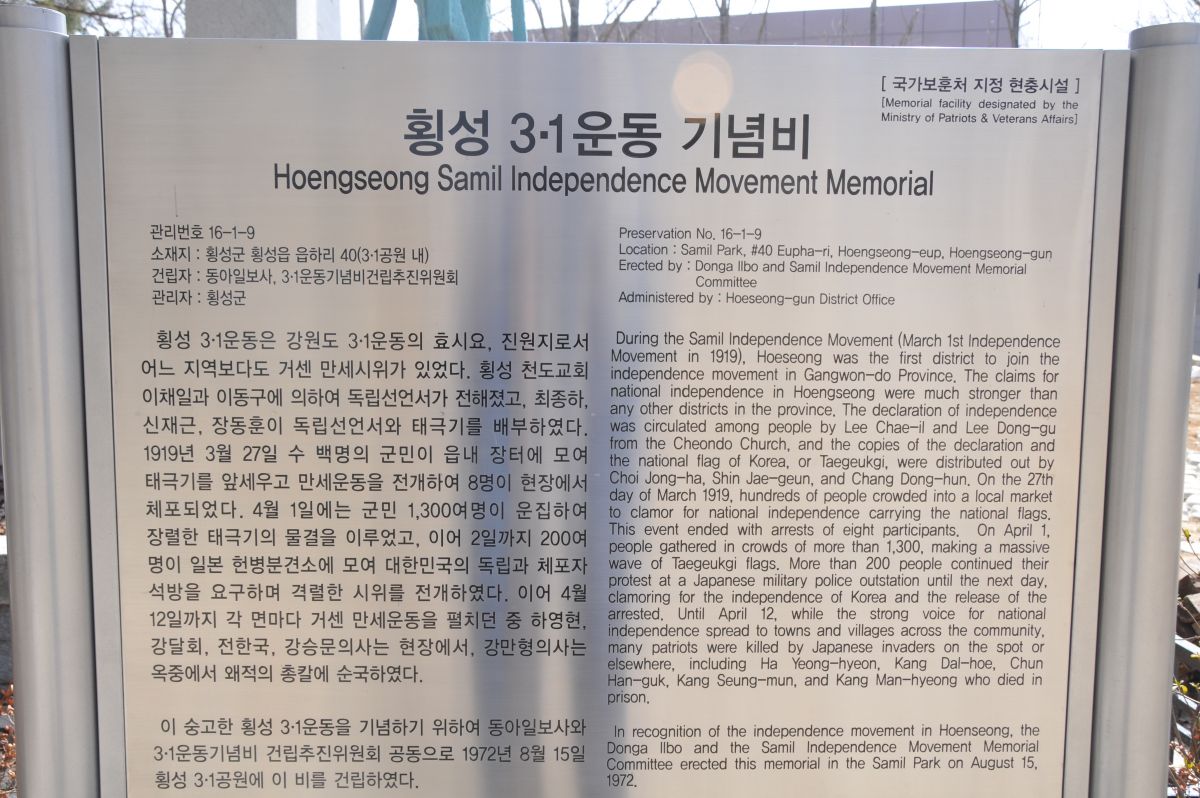 [ 국가보훈처 지정 현충시설 ]
[Memorial facility designated by the
Ministry of Patriots & Veterans Affairs]
횡성 3·1운동 기념비
Hoengseong Samil Independence Movement Memorial
관리번호 16-1-9
소재지 : 횡성군 횡성읍 읍하리 40(3·1공원 내)
건립자 : 동아일보사, 3·1운동기념비건립추진위원회
관리자 : 횡성군
횡성 3·1운동은 강원도 3·1운동의 효시요, 진원지로서
어느 지역보다도 거센 만세시위가 있었다. 횡성 천도교회
이채일과 이동구에 의하여 독립선언서가 전해졌고, 최종하,
신재근, 장동훈이 독립선언서와 태극기를 배부하였다.
1919년 3월 27일 수 백명의 군민이 읍내 장터에 모여
태극기를 앞세우고 만세운동을 전개하여 8명이 현장에서
체포되었다. 4월 1일에는 군민 1,300여명이 운집하여
장렬한 태극기의 물결을 이루었고, 이어 2일까지 200여
명이 일본 헌병분견소에 모여 대한민국의 독립과 체포자
석방을 요구하며 격렬한 시위를 전개하였다. 이어 4월
12일까지 각 면마다 거센 만세운동을 펼치던 중 하영현,
강달회, 전한국, 강승문의사는 현장에서, 강만형의사는
옥중에서 왜적의 총칼에 순국하였다.
이 숭고한 횡성 3·1운동을 기념하기 위하여 동아일보사와
3·1운동기념비 건립추진위원회 공동으로 1972년 8월 15일
횡성 3·1공원에 이 비를 건립하였다.
Preservation No. 16-1-9
Location : Samil Park, #40 Eupha-ri, Hoengseong-eup, Hoengseong-gun
Erected by : Donga Ilbo and Samil Independence Movement Memorial
Committee
Administered by : Hoeseong-gun District Office
During the Samil Independence Movement (March 1st Independence
Movement in 1919), Hoeseong was the first district to join the
independence movement in Gangwon-do Province. The claims for
national independence in Hoengseong were much stronger than
any other districts in the province. The declaration of independence
was circulated among people by Lee Chae-il and Lee Dong-gu
from the Cheondo Church, and the copies of the declaration and
the national flag of Korea, or Taegeukgi, were distributed out by
Choi Jong-ha, Shin Jae-geun, and Chang Dong-hun. On the 27th
day of March 1919, hundreds of people crowded into a local market
to clamor for national independence carrying the national flags.
This event ended with arrests of eight participants. On April 1,
people gathered in crowds of more than 1,300, making a massive
wave of Taegeukgi flags. More than 200 people continued their
protest at a Japanese military police outstation until the next day,
clamoring for the independence of Korea and the release of the
arrested. Until April 12, while the strong voice for national
independence spread to towns and villages across the community,
many patriots were killed by Japanese invaders on the spot or
elsewhere, including Ha Yeong-hyeon, Kang Dal-hoe, Chun
Han-guk, Kang Seung-mun, and Kang Man-hyeong who died in
prison.
In recognition of the independence movement in Hoenseong, the
Donga Ilbo and the Samil Independence Movement Memorial
Committee erected this memorial in the Samil Park on August 15,
1972.